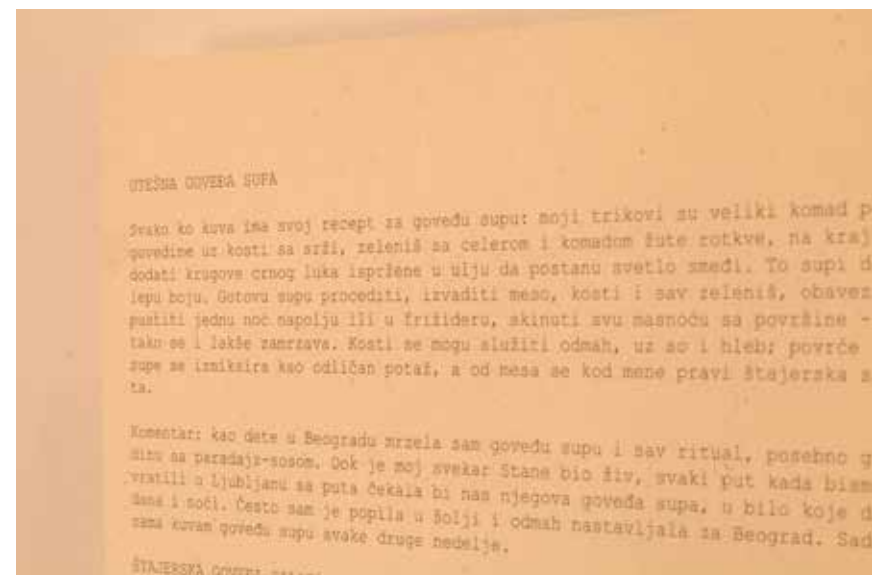 UTEŠNA GOVEĐA SUPA
Svako ko kuva ima svoj recept za goveđu supu: moji trikovi su veliki komad p
govedine uz kosti sa srži, zeleniš sa celerom i komadom žute rotkve, na kraj
dodati krugove crnog luka ispržene u ulju da postanu svetlo smeđi. To supi d
lepu boju. Gotovu supu procediti, izvaditi meso, kosti i sav zeleniš, obavez
pustiti jednu noć napolju ili u frižideru, skinuti svu masnoću sa površine -
tako se i lakše zamrzava. Kosti se mogu služiti odmah, uz so i hleb; povrće
supe se izmiksira kao odličan potaž, a od mesa se kod mene pravi štajerska s
ta.
Komentar: kao dete u Beogradu mrzela sam goveđu supu i sav ritual, posebno g
dinu sa paradajz-sosom. Dok je moj svekar Stane bio živ, svaki put kada bism
vratili u Ljubljanu sa puta čekala bi nas njegova goveđa supa, u bilo koje d
dana i noći. Često sam je popila u šolji i odmah nastavljala za Beograd. Sad
sama kuvam goveđu supu svake druge nedelje.
ŠTAJERSKA